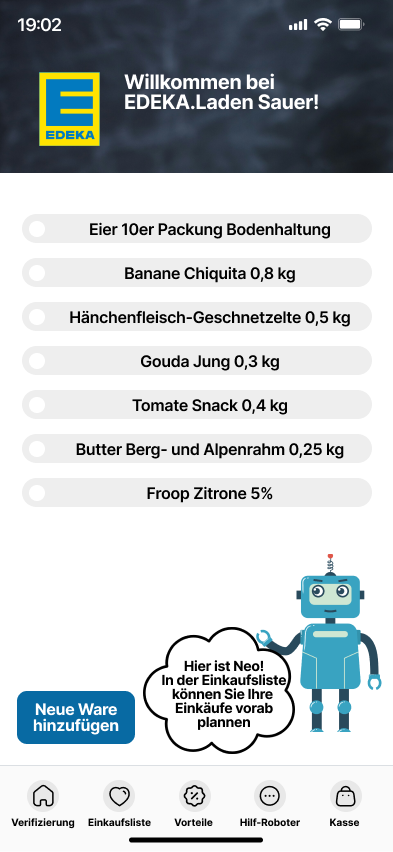 19:02
Willkommen bei
EDEKA.Laden Sauer!
EDEKA
Eier 10er Packung Bodenhaltung
Banane Chiquita 0,8 kg
Hänchenfleisch-Geschnetzelte 0,5 kg
Gouda Jung 0,3 kg
Tomate Snack 0,4 kg
Butter Berg- und Alpenrahm 0,25 kg
Froop Zitrone 5%
Hier ist Neo!
In der Einkaufsliste
können Sie Ihre
Einkäufe vorab
plannen
Neue Ware
hinzufügen
Verifizierung
Einkaufsliste
Vorteile
Hilf-Roboter
Kasse